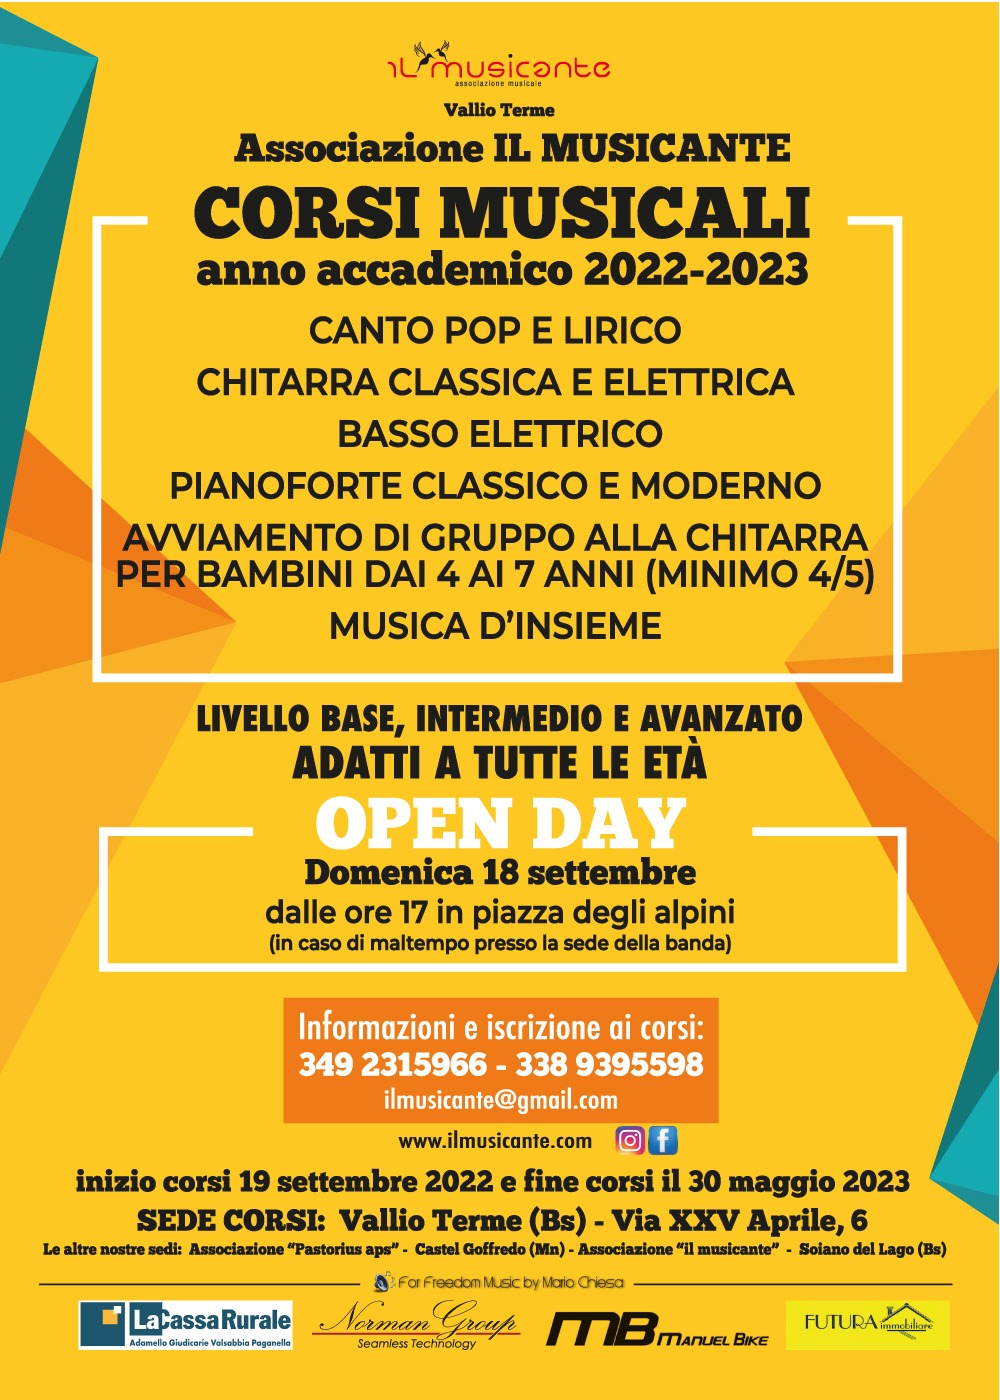 il musicante
associazione musicale
Vallio Terme
Associazione IL MUSICANTE
CORSI MUSICALI
anno accademico 2022-2023
CANTO POP E LIRICO
CHITARRA CLASSICA E ELETTRICA
BASSO ELETTRICO
PIANOFORTE CLASSICO E MODERNO
AVVIAMENTO DI GRUPPO ALLA CHITARRA
PER BAMBINI DAI 4 AI 7 ANNI (MINIMO 4/5)
MUSICA D'INSIEME
LIVELLO BASE, INTERMEDIO E AVANZATO
ADATTI A TUTTE LE ETÀ
OPEN DAY
Domenica 18 settembre
dalle ore 17 in piazza degli alpini
(in caso di maltempo presso la sede della banda)
Informazioni e iscrizione ai corsi:
349 2315966 - 338 9395598
ilmusicante@gmail.com
www.ilmusicante.com
inizio corsi 19 settembre 2022 e fine corsi il 30 maggio 2023
SEDE CORSI: Vallio Terme (Bs) - Via XXV Aprile, 6
Le altre nostre sedi: Associazione "Pastorius aps" - Castel Goffredo (Mn) - Associazione "il musicante" - Soiano del Lago (Bs)
For Freedom Music by Mario Chiesa
La Cassa Rurale
Adamello Giudicarie Valsabbia Paganella
Norman Group
Seamless Technology
MB MANUEL BIKE
FUTURA immobiliare